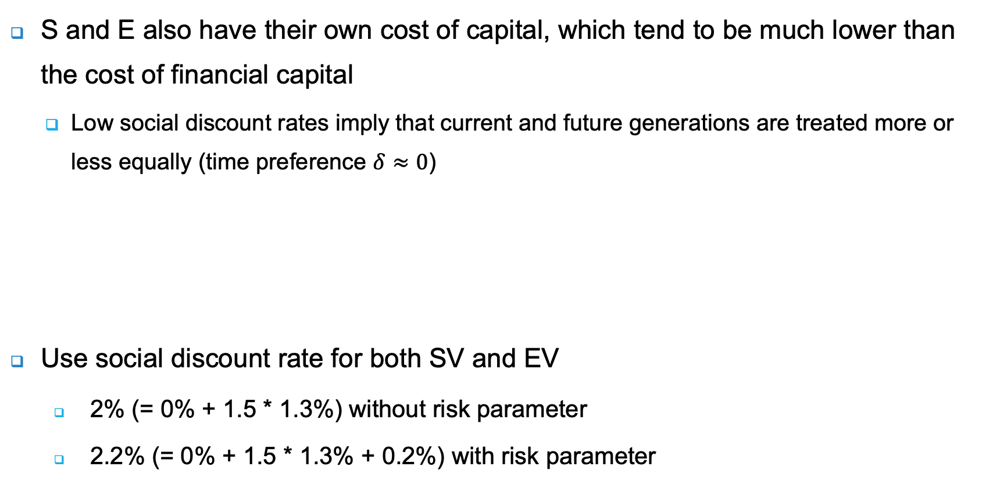 S and E also have their own cost of capital, which tend to be much lower than
the cost of financial capital
Low social discount rates imply that current and future generations are treated more or
less equally (time preference δ ≈ 0)
Use social discount rate for both SV and EV
2% (= 0% + 1.5 * 1.3%) without risk parameter
2.2% (= 0% + 1.5 * 1.3% + 0.2%) with risk parameter